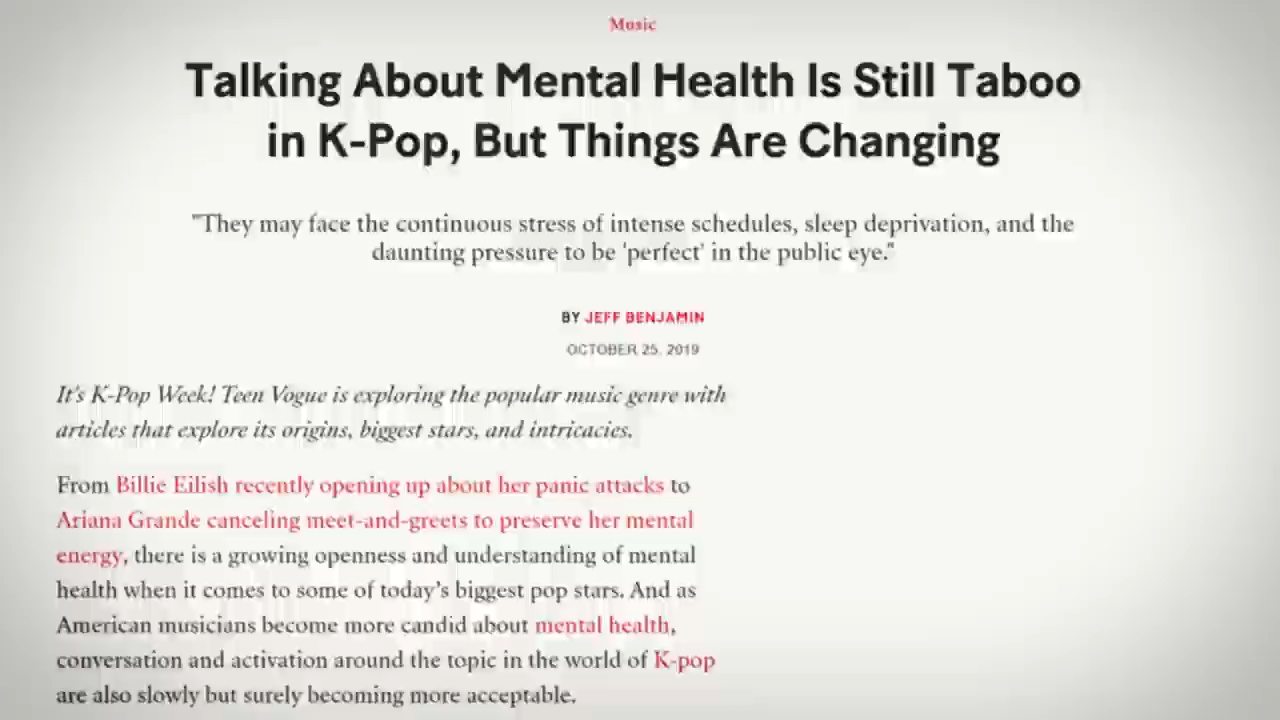 Music
Talking About Mental Health Is Still Taboo
in K-Pop, But Things Are Changing
"They may face the continuous stress of intense schedules, sleep deprivation, and the
daunting pressure to be 'perfect' in the public eye."
BY JEFF BENJAMIN
OCTOBER 25, 2019
It's K-Pop Week! Teen Vogue is exploring the popular music genre with
articles that explore its origins, biggest stars, and intricacies.
From Billie Eilish recently opening up about her panic attacks to
Ariana Grande canceling meet-and-greets to preserve her mental
energy, there is a growing openness and understanding of mental
health when it comes to some of today's biggest pop stars. And as
American musicians become more candid about mental health,
conversation and activation around the topic in the world of K-pop
are also slowly but surely becoming more acceptable.